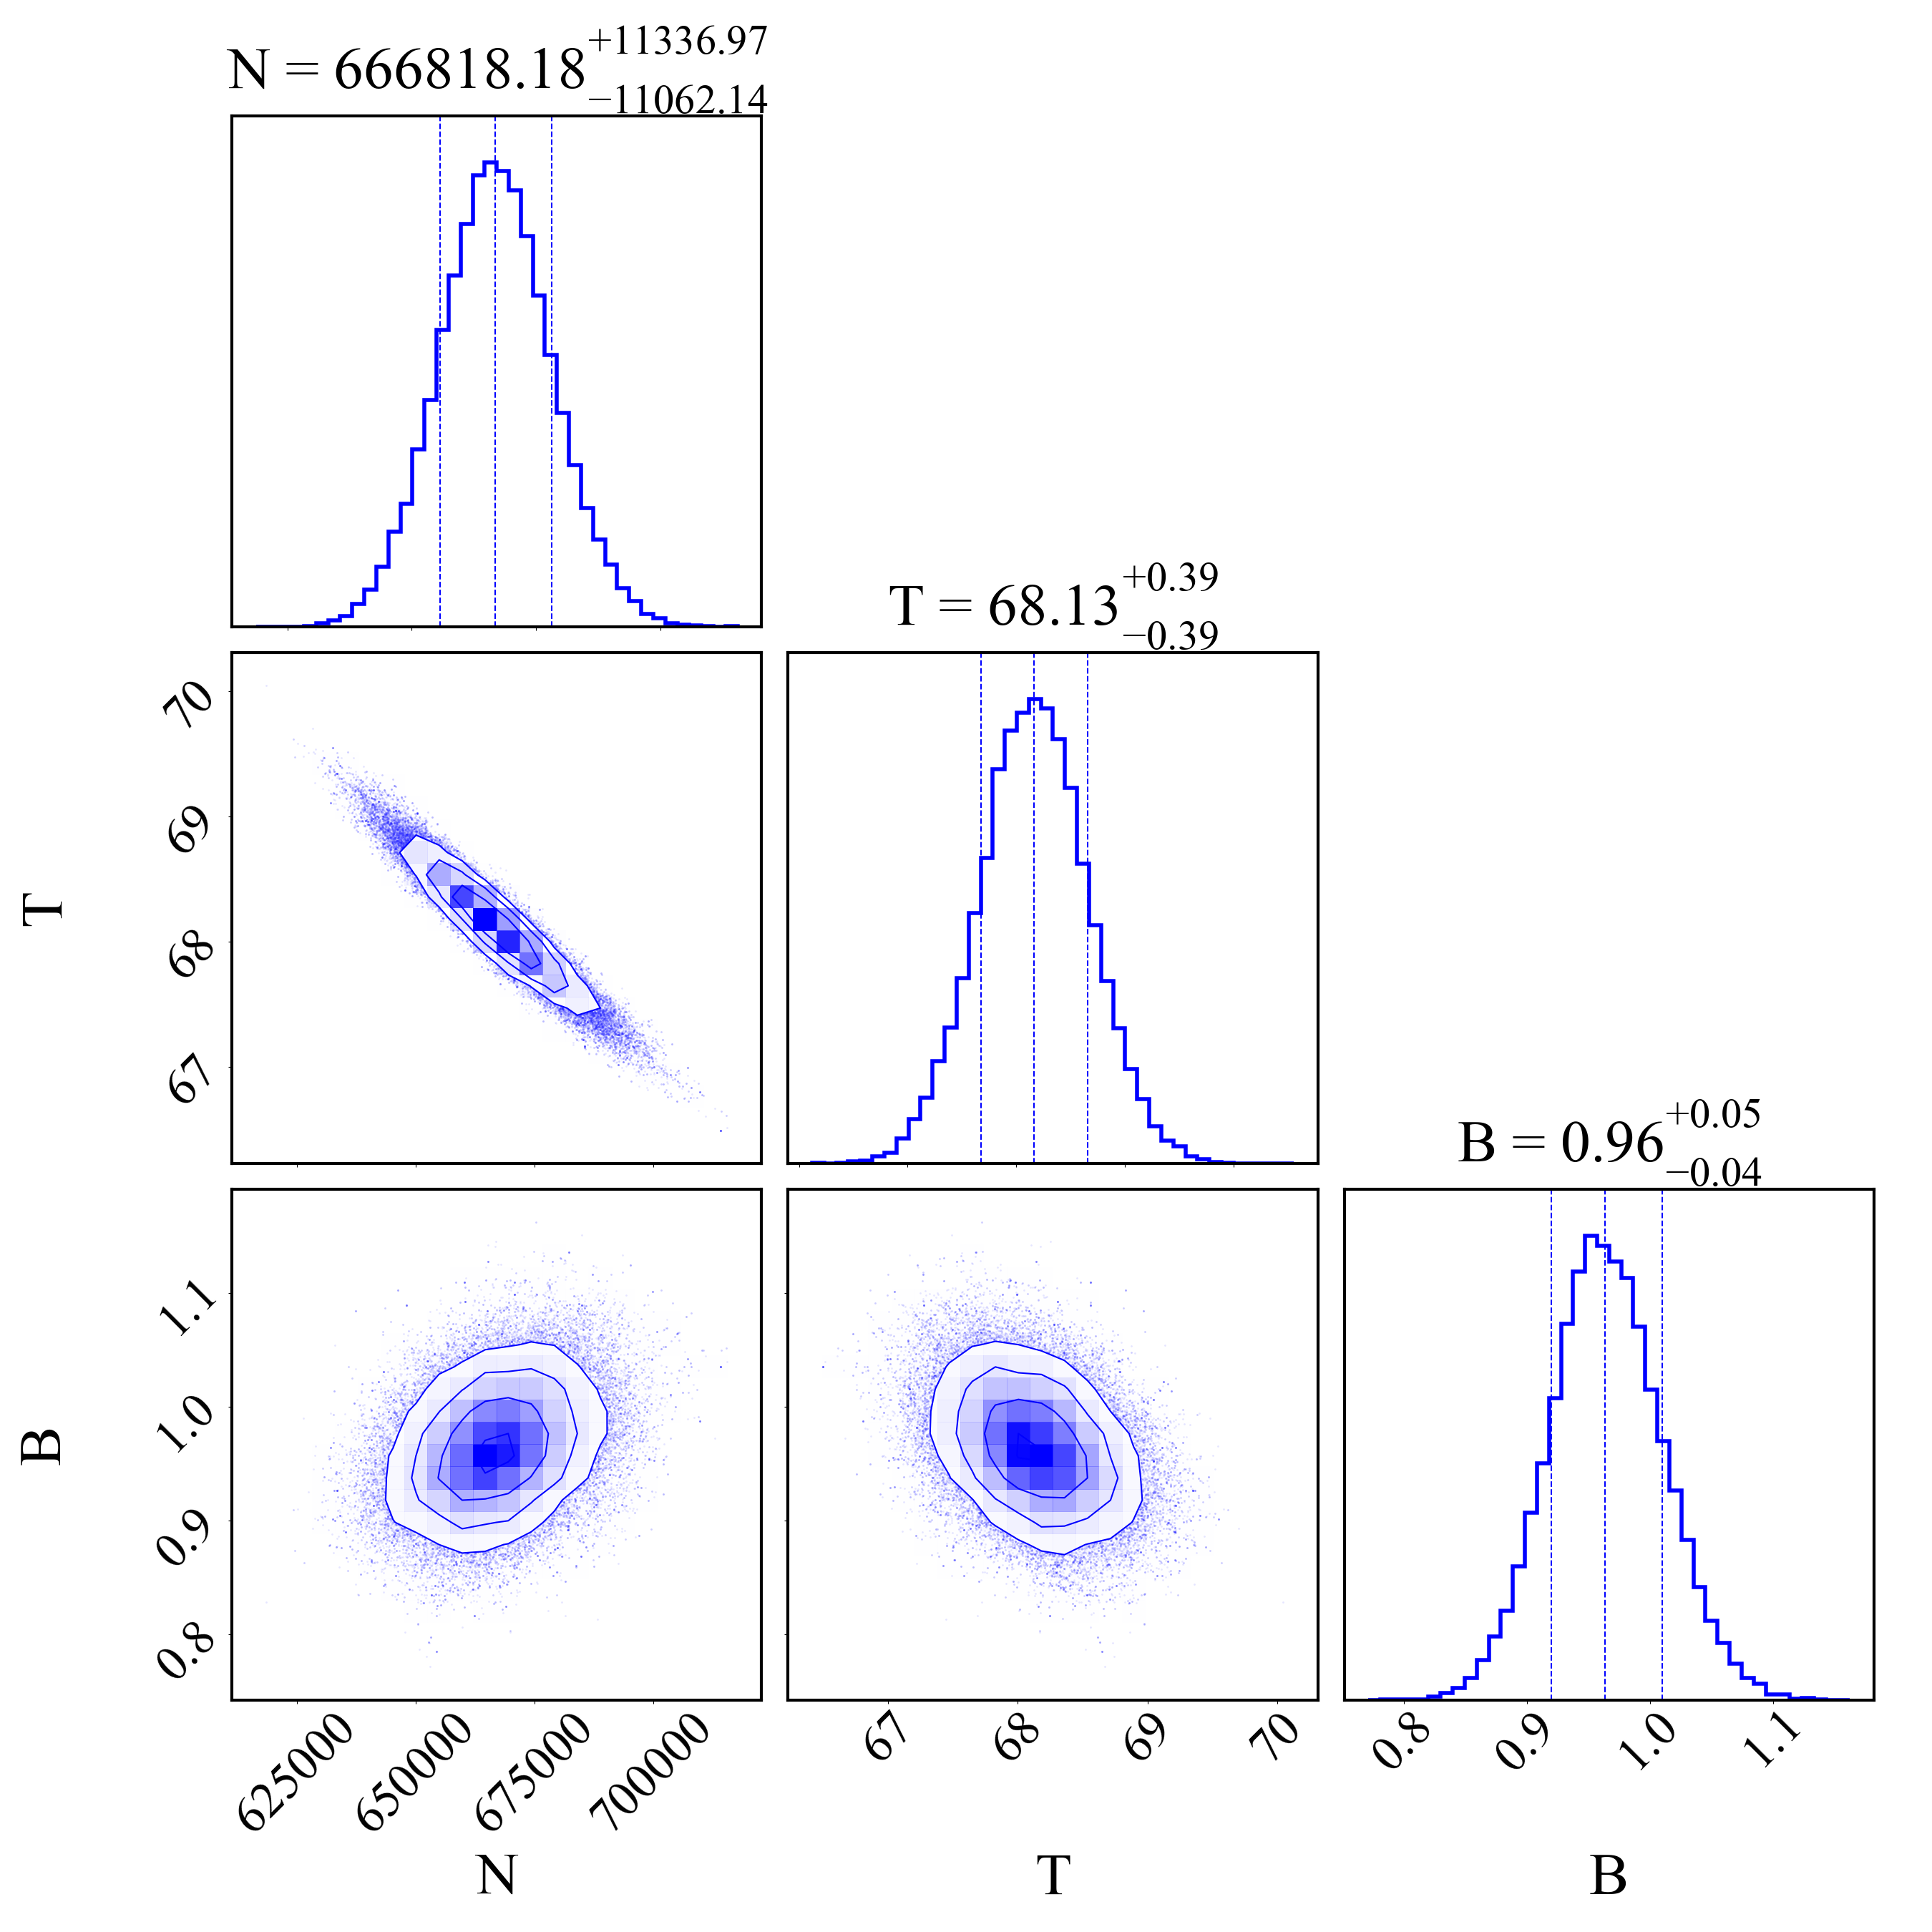 N = 666818.18+11336.97−11062.14
T = 68.13+0.39−0.39
70
69
68
67
T
B = 0.96+0.05−0.04
1.1
1.0
0.9
0.8
B
625000 650000 675000 700000
67 68 69 70
0.8 0.9 1.0 1.1
N T B